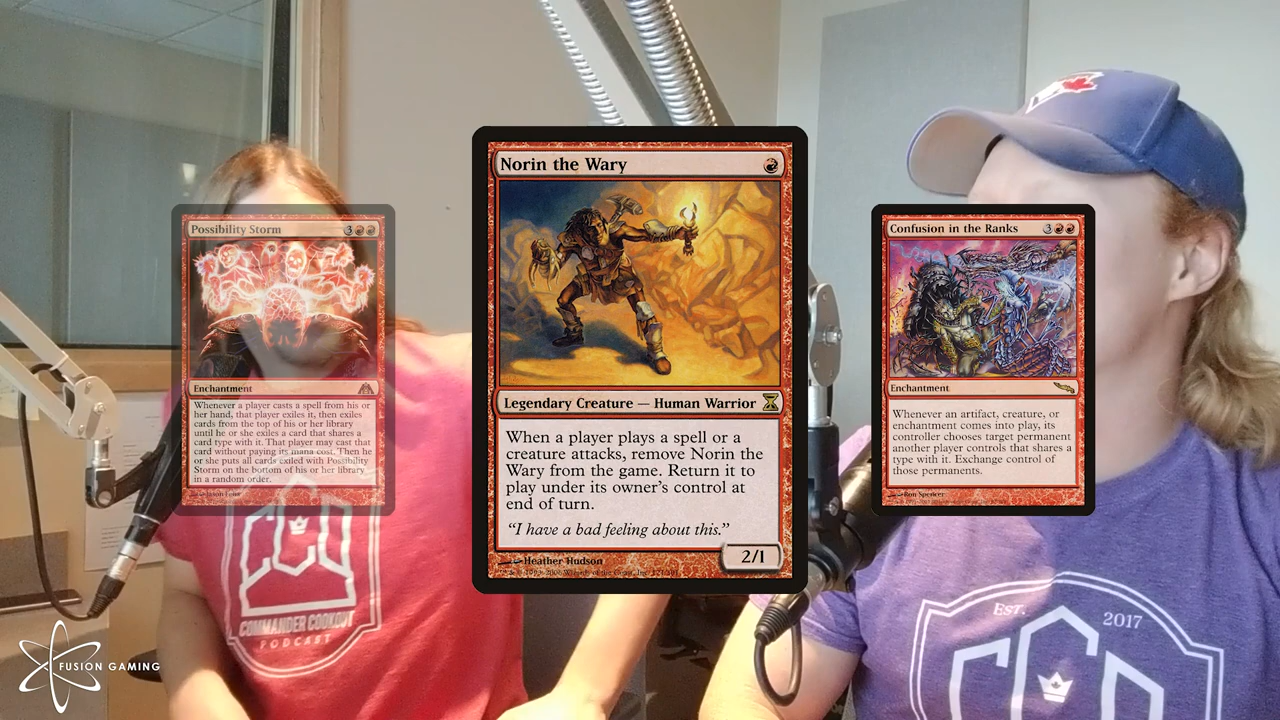 Possibility Storm
3
Enchantment
Whenever a player casts a spell from his or
her hand, that player exiles it, then exiles
cards from the top of his or her library
until he or she exiles a card that shares a
card type with it. That player may cast that
card without paying its mana cost. Then he
or she puts all cards exiled with Possibility
Storm on the bottom of his or her library
in a random order.
Norin the Wary
Legendary Creature — Human Warrior
When a player plays a spell or a
creature attacks, remove Norin the
Wary from the game. Return it to
play under its owner's control at
end of turn.
“I have a bad feeling about this.”
Heather Hudson
2/1
Confusion in the Ranks
3
Enchantment
Whenever an artifact, creature, or
enchantment comes into play, its
controller chooses target permanent
another player controls that shares a
type with it. Exchange control of
those permanents.
Ron Spencer
CCO
COMMANDER COOKOUT
PODCAST
EST.
2017
CCO
FUSION GAMING